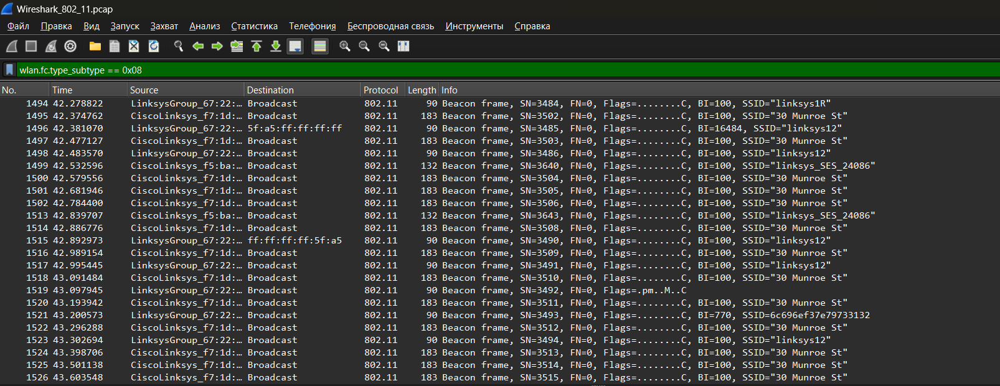 Wireshark_802_11.pcap
Файл Правка Вид Запуск Захват Анализ Статистика Телефония Беспроводная связь Инструменты Справка
wlan.fc.type_subtype == 0x08
No. Time Source Destination Protocol Length Info
1494 42.278822 LinksysGroup_67:22:… Broadcast 802.11 90 Beacon frame, SN=3484, FN=0, Flags=........C, BI=100, SSID="linksys1R"
1495 42.374762 CiscoLinksys_f7:1d:… Broadcast 802.11 183 Beacon frame, SN=3502, FN=0, Flags=........C, BI=100, SSID="30 Munroe St"
1496 42.381070 LinksysGroup_67:22:… 5f:a5:ff:ff:ff:ff 802.11 90 Beacon frame, SN=3485, FN=0, Flags=........C, BI=16484, SSID="linksys12"
1497 42.477127 CiscoLinksys_f7:1d:… Broadcast 802.11 183 Beacon frame, SN=3503, FN=0, Flags=........C, BI=100, SSID="30 Munroe St"
1498 42.483570 LinksysGroup_67:22:… Broadcast 802.11 90 Beacon frame, SN=3486, FN=0, Flags=........C, BI=100, SSID="linksys12"
1499 42.532596 CiscoLinksys_f5:ba:… Broadcast 802.11 132 Beacon frame, SN=3640, FN=0, Flags=........C, BI=100, SSID="linksys_SES_24086"
1500 42.579556 CiscoLinksys_f7:1d:… Broadcast 802.11 183 Beacon frame, SN=3504, FN=0, Flags=........C, BI=100, SSID="30 Munroe St"
1501 42.681946 CiscoLinksys_f7:1d:… Broadcast 802.11 183 Beacon frame, SN=3505, FN=0, Flags=........C, BI=100, SSID="30 Munroe St"
1502 42.784400 CiscoLinksys_f7:1d:… Broadcast 802.11 183 Beacon frame, SN=3506, FN=0, Flags=........C, BI=100, SSID="30 Munroe St"
1513 42.839707 CiscoLinksys_f5:ba:… Broadcast 802.11 132 Beacon frame, SN=3643, FN=0, Flags=........C, BI=100, SSID="linksys_SES_24086"
1514 42.886776 CiscoLinksys_f7:1d:… Broadcast 802.11 183 Beacon frame, SN=3508, FN=0, Flags=........C, BI=100, SSID="30 Munroe St"
1515 42.892973 LinksysGroup_67:22:… ff:ff:ff:ff:5f:a5 802.11 90 Beacon frame, SN=3490, FN=0, Flags=........C, BI=100, SSID="linksys12"
1516 42.989154 CiscoLinksys_f7:1d:… Broadcast 802.11 183 Beacon frame, SN=3509, FN=0, Flags=........C, BI=100, SSID="30 Munroe St"
1517 42.995445 LinksysGroup_67:22:… Broadcast 802.11 90 Beacon frame, SN=3491, FN=0, Flags=........C, BI=100, SSID="linksys12"
1518 43.091484 CiscoLinksys_f7:1d:… Broadcast 802.11 183 Beacon frame, SN=3510, FN=0, Flags=........C, BI=100, SSID="30 Munroe St"
1519 43.097945 LinksysGroup_67:22:… Broadcast 802.11 90 Beacon frame, SN=3492, FN=0, Flags=.pm..M..C
1520 43.193942 CiscoLinksys_f7:1d:… Broadcast 802.11 183 Beacon frame, SN=3511, FN=0, Flags=........C, BI=100, SSID="30 Munroe St"
1521 43.200573 LinksysGroup_67:22:… Broadcast 802.11 90 Beacon frame, SN=3493, FN=0, Flags=........C, BI=770, SSID=6c696ef37e79733132
1522 43.296288 CiscoLinksys_f7:1d:… Broadcast 802.11 183 Beacon frame, SN=3512, FN=0, Flags=........C, BI=100, SSID="30 Munroe St"
1523 43.302694 LinksysGroup_67:22:… Broadcast 802.11 90 Beacon frame, SN=3494, FN=0, Flags=........C, BI=100, SSID="linksys12"
1524 43.398706 CiscoLinksys_f7:1d:… Broadcast 802.11 183 Beacon frame, SN=3513, FN=0, Flags=........C, BI=100, SSID="30 Munroe St"
1525 43.501138 CiscoLinksys_f7:1d:… Broadcast 802.11 183 Beacon frame, SN=3514, FN=0, Flags=........C, BI=100, SSID="30 Munroe St"
1526 43.603548 CiscoLinksys_f7:1d:… Broadcast 802.11 183 Beacon frame, SN=3515, FN=0, Flags=........C, BI=100, SSID="30 Munroe St"